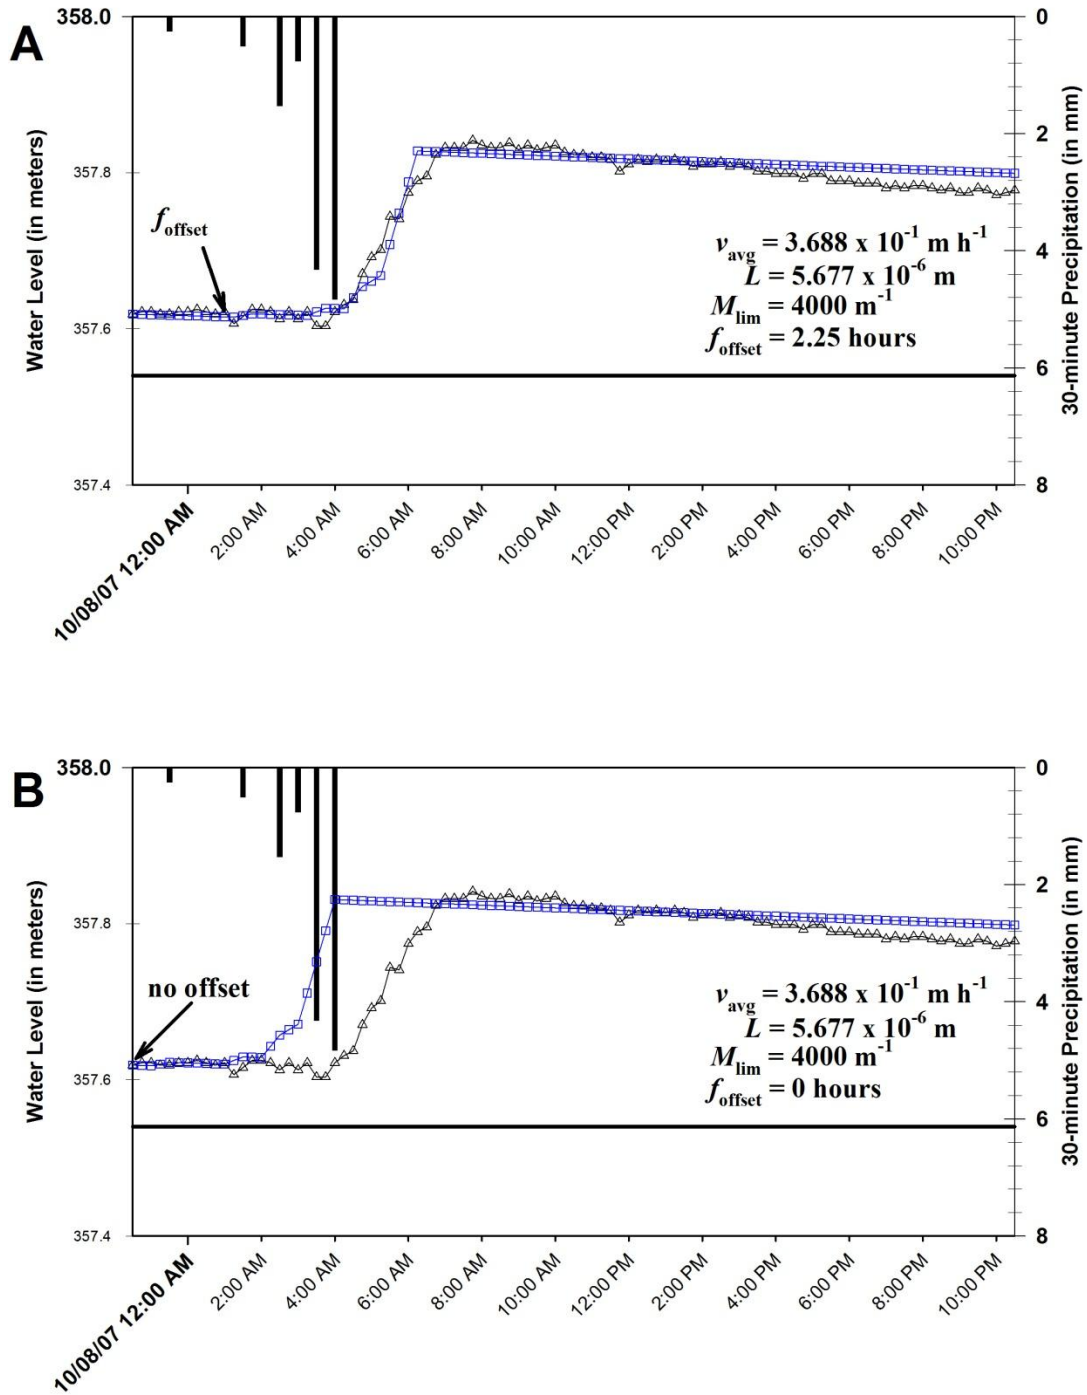 A
358.0
357.8
357.6
357.4
Water Level (in meters)
0
2
4
6
8
30-minute Precipitation (in mm)
foffset
vavg = 3.688 x 10-1 m h-1
L = 5.677 x 10-6 m
Mlim = 4000 m-1
foffset = 2.25 hours
10/08/07 12:00 AM
2:00 AM
4:00 AM
6:00 AM
8:00 AM
10:00 AM
12:00 PM
2:00 PM
4:00 PM
6:00 PM
8:00 PM
10:00 PM
B
358.0
357.8
357.6
357.4
Water Level (in meters)
0
2
4
6
8
30-minute Precipitation (in mm)
no offset
vavg = 3.688 x 10-1 m h-1
L = 5.677 x 10-6 m
Mlim = 4000 m-1
foffset = 0 hours
10/08/07 12:00 AM
2:00 AM
4:00 AM
6:00 AM
8:00 AM
10:00 AM
12:00 PM
2:00 PM
4:00 PM
6:00 PM
8:00 PM
10:00 PM